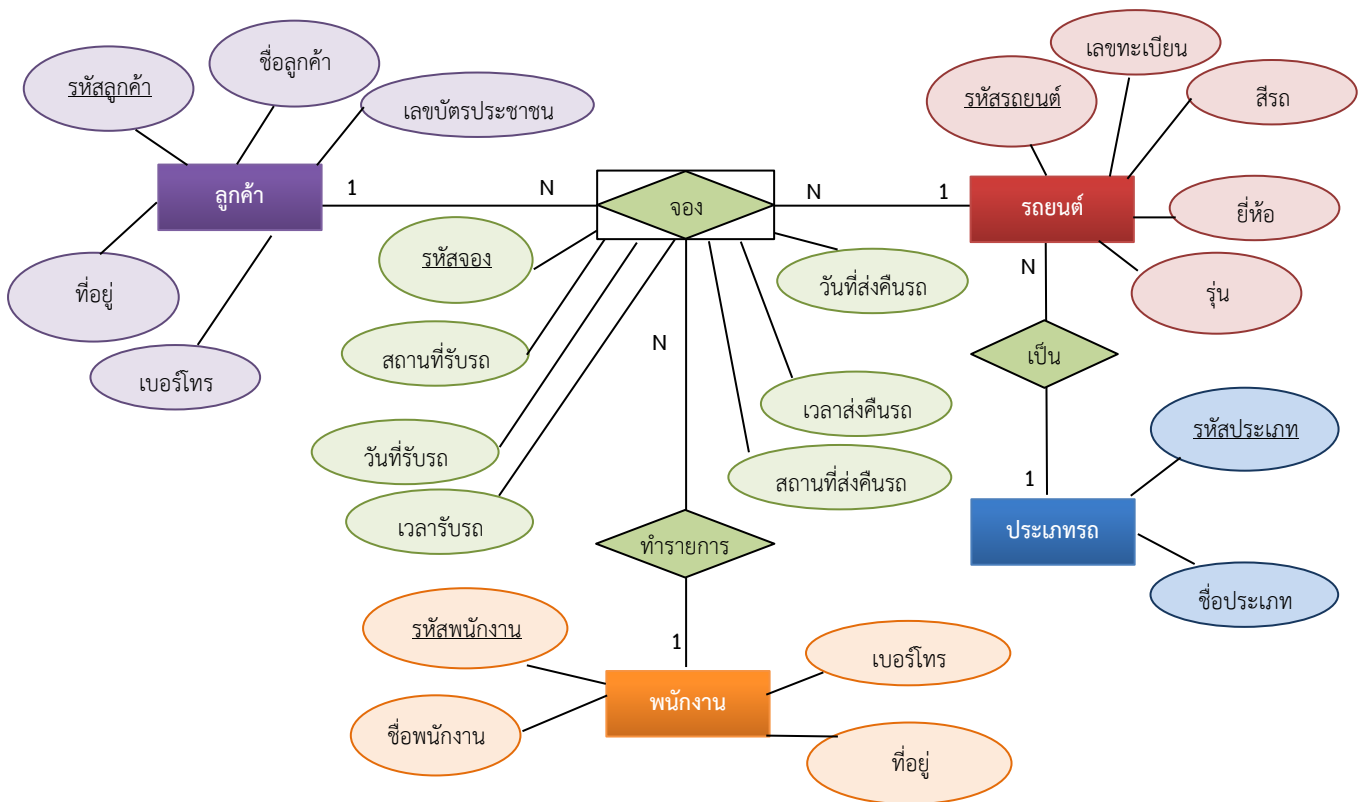 ชื่อลูกค้า
รหัสลูกค้า
เลขบัตรประชาชน
เลขทะเบียน
รหัสรถยนต์
สีรถ
ลูกค้า
1
N
จอง
N
1
รถยนต์
ยี่ห้อ
ที่อยู่
รหัสจอง
วันที่ส่งคืนรถ
N
รุ่น
เบอร์โทร
สถานที่รับรถ
N
เป็น
เวลาส่งคืนรถ
วันที่รับรถ
สถานที่ส่งคืนรถ
รหัสประเภท
เวลารับรถ
1
ประเภทรถ
ทำรายการ
ชื่อประเภท
รหัสพนักงาน
1
เบอร์โทร
พนักงาน
ชื่อพนักงาน
ที่อยู่